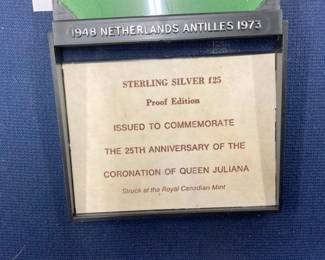 1948 NETHERLANDS ANTILLES 1973
STERLING SILVER f25
Proof Edition
ISSUED TO COMMEMORATE
THE 25TH ANNIVERSARY OF THE
CORONATION OF QUEEN JULIANA
Struck at the Royal Canadian Mint